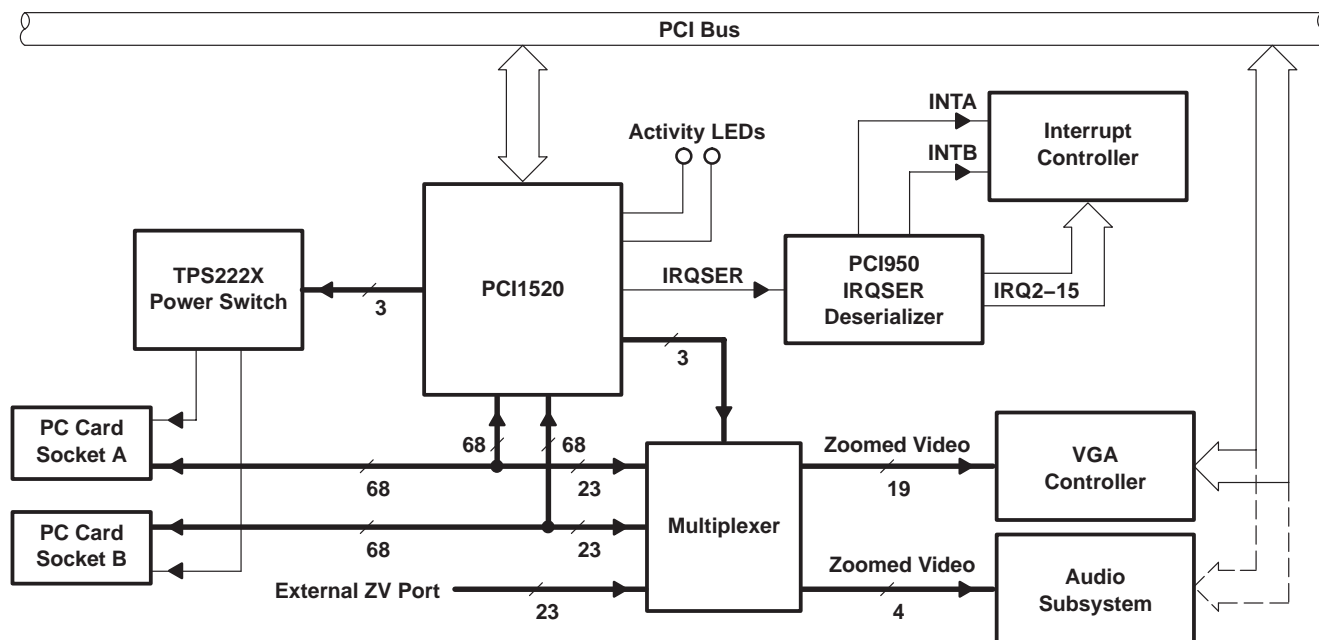 PCI Bus
Activity LEDs
INTA
INTB
Interrupt
Controller
TPS222X
Power Switch
3
PCI1520
IRQSER
PCI950
IRQSER
Deserializer
IRQ2–15
3
PC Card
Socket A
68
68
68
23
Zoomed Video
19
VGA
Controller
PC Card
Socket B
68
23
Multiplexer
External ZV Port
23
Zoomed Video
4
Audio
Subsystem